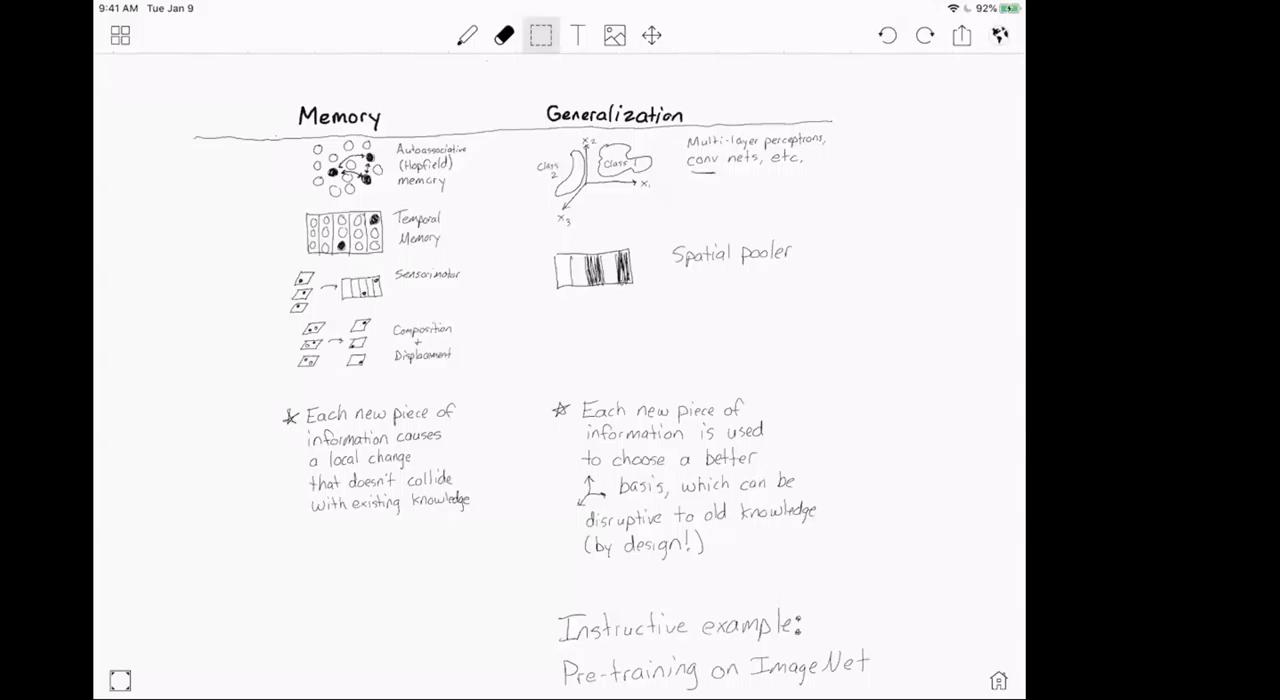 9:41 AM Tue Jan 9
92%
T
Memory
Generalization
Autoassociative
(Hopfield)
memory
Class
2
Class 1
x2
x1
x3
Multi-layer perceptrons,
conv nets, etc.
Temporal
Memory
Spatial pooler
Sensorimotor
Composition
+
Displacement
* Each new piece of
information causes
a local change
that doesn't collide
with existing knowledge
* Each new piece of
information is used
to choose a better
basis, which can be
disruptive to old knowledge
(by design!)
Instructive example:
Pre-training on ImageNet